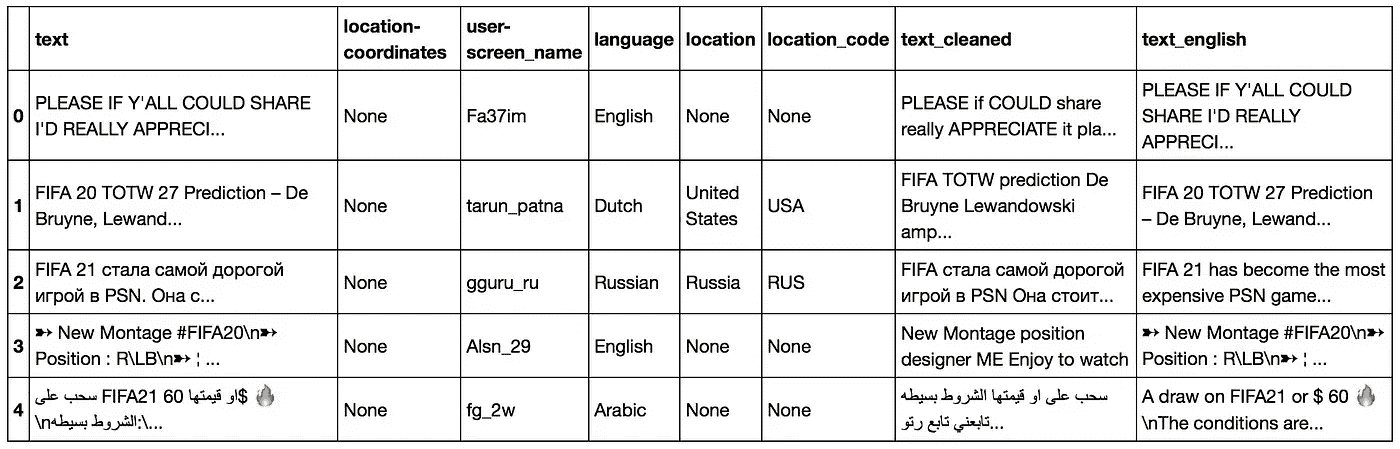 text location-coordinates user-screen_name language location location_code text_cleaned text_english
0 PLEASE IF Y'ALL COULD SHARE I'D REALLY APPRECI... None Fa37im English None None PLEASE if COULD share really APPRECIATE it pla... PLEASE IF Y'ALL COULD SHARE I'D REALLY APPRECI...
1 FIFA 20 TOTW 27 Prediction – De Bruyne, Lewand... None tarun_patna Dutch United States USA FIFA TOTW prediction De Bruyne Lewandowski amp... FIFA 20 TOTW 27 Prediction – De Bruyne, Lewand...
2 FIFA 21 стала самой дорогой игрой в PSN. Она с... None gguru_ru Russian Russia RUS FIFA стала самой дорогой игрой в PSN Она стоит... FIFA 21 has become the most expensive PSN game...
3 ➽ New Montage #FIFA20\n➽ Position : R\LB\n➽ ¦ ... None Alsn_29 English None None New Montage position designer ME Enjoy to watch ➽ New Montage #FIFA20\n➽ Position : R\LB\n➽ ¦ ...
4 سحب على FIFA21 او قيمتها 60$ 🔥 \nالشروط بسيطه:\... None fg_2w Arabic None None سحب على او قيمتها الشروط بسيطه تابعني تابع رتو... A draw on FIFA21 or $ 60 🔥 \nThe conditions are...